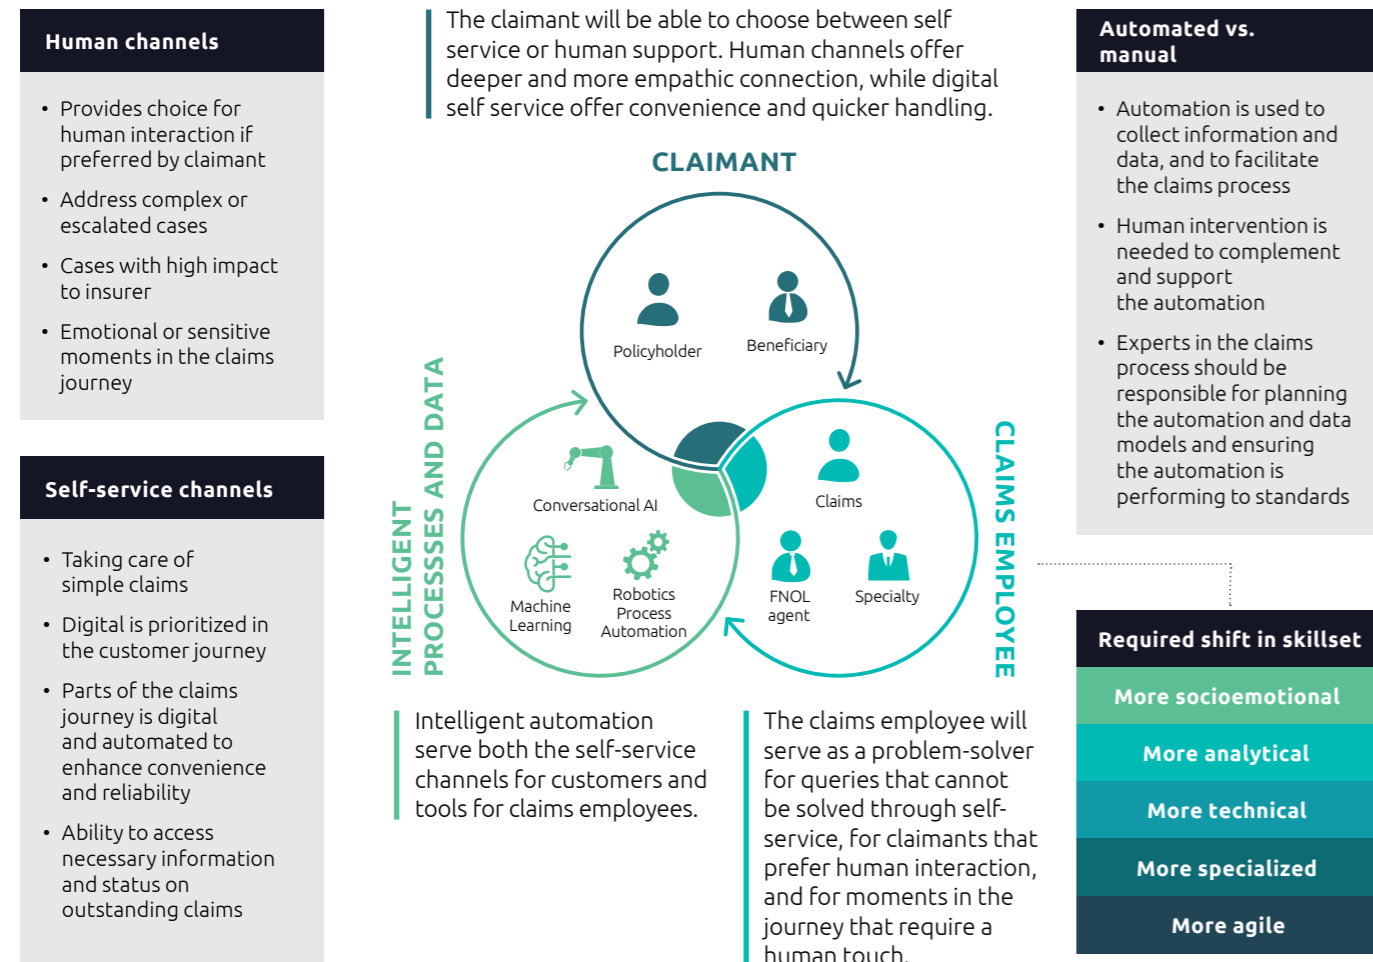 Human channels
• Provides choice for
human interaction if
preferred by claimant
• Address complex or
escalated cases
• Cases with high impact
to insurer
• Emotional or sensitive
moments in the claims
journey
Self-service channels
• Taking care of
simple claims
• Digital is prioritized in
the customer journey
• Parts of the claims
journey is digital
and automated to
enhance convenience
and reliability
• Ability to access
necessary information
and status on
outstanding claims
The claimant will be able to choose between self
service or human support. Human channels offer
deeper and more empathic connection, while digital
self service offer convenience and quicker handling.
CLAIMANT
Policyholder
Beneficiary
INTELLIGENT
PROCESSSES AND DATA
Conversational AI
Machine
Learning
Robotics
Process
Automation
CLAIMS EMPLOYEE
Claims
FNOL
agent
Specialty
Intelligent automation
serve both the self-service
channels for customers and
tools for claims employees.
The claims employee will
serve as a problem-solver
for queries that cannot
be solved through self-
service, for claimants that
prefer human interaction,
and for moments in the
journey that require a
human touch.
Automated vs.
manual
• Automation is used to
collect information and
data, and to facilitate
the claims process
• Human intervention is
needed to complement
and support
the automation
• Experts in the claims
process should be
responsible for planning
the automation and data
models and ensuring
the automation is
performing to standards
Required shift in skillset
More socioemotional
More analytical
More technical
More specialized
More agile